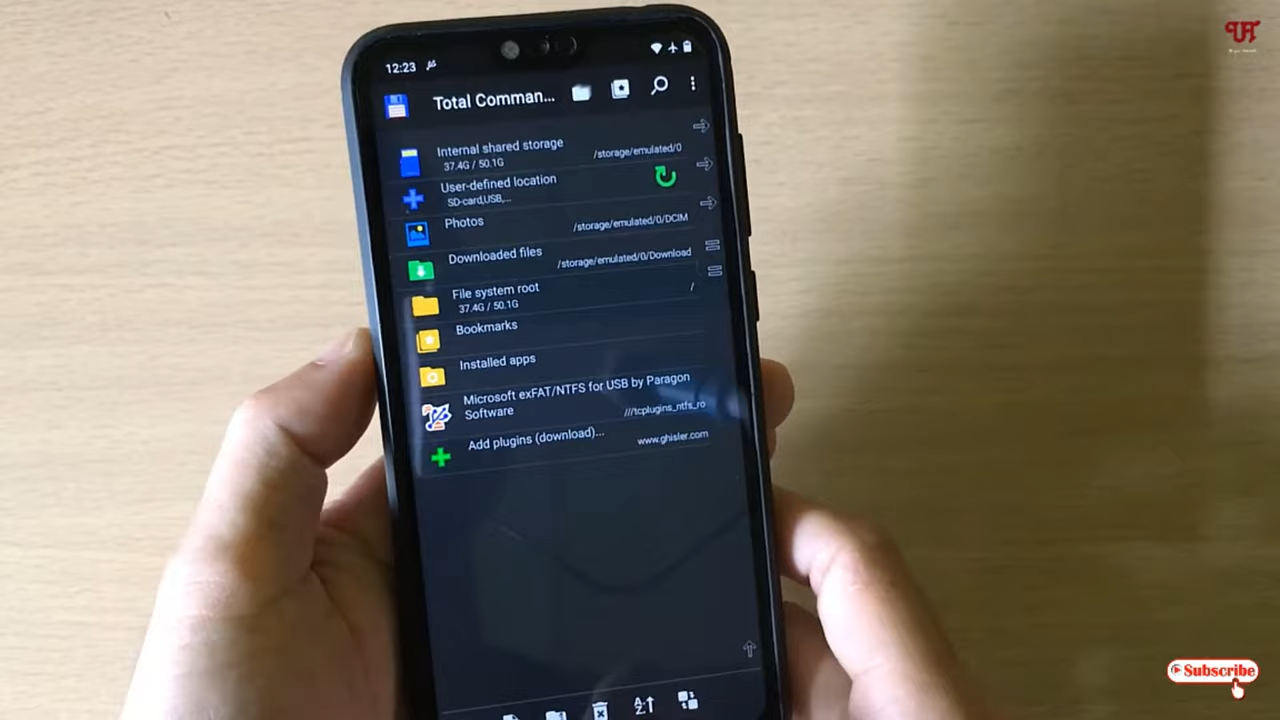 12:23
Total Comman...
Internal shared storage
37.4G / 50.1G
/storage/emulated/0
User-defined location
SD-card,USB,...
Photos
/storage/emulated/0/DCIM
Downloaded files
/storage/emulated/0/Download
File system root
37.4G / 50.1G
/
Bookmarks
Installed apps
Microsoft exFAT/NTFS for USB by Paragon
Software
///tcplugins_ntfs_ro
Add plugins (download)...
www.ghisler.com
Subscribe